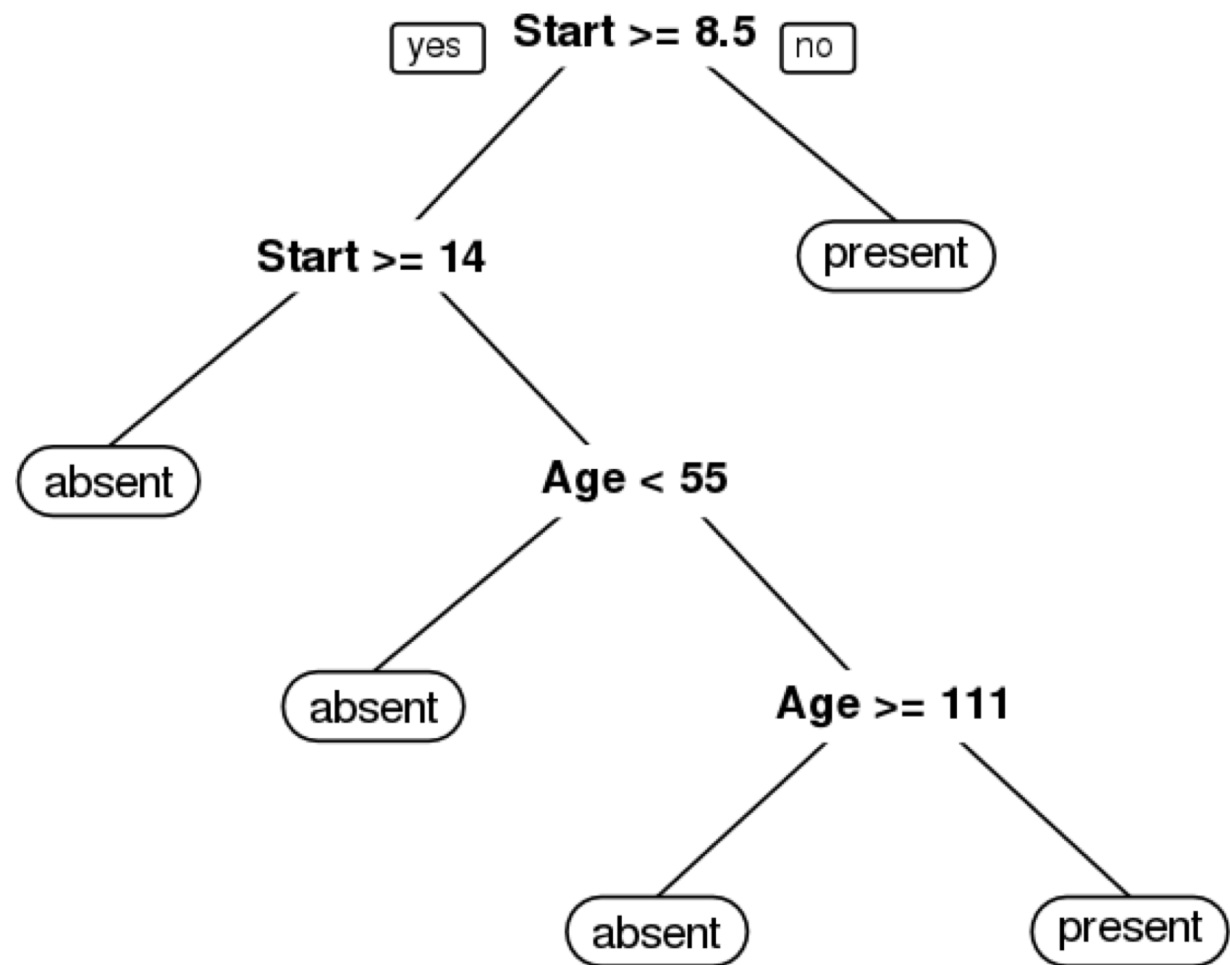 yes
Start >= 8.5
no
Start >= 14
present
absent
Age < 55
absent
Age >= 111
absent
present